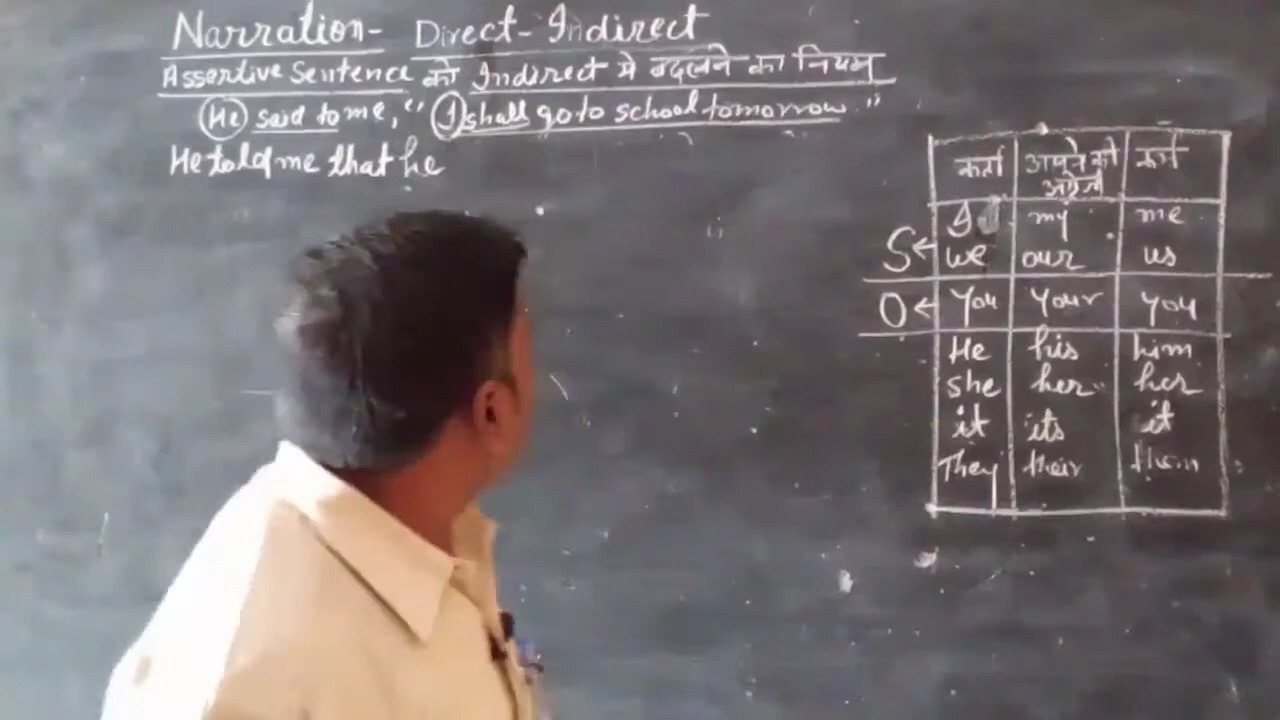 Narration- Direct-Indirect
Assertive Sentence को Indirect मे बदलने का नियम
He said to me, "I shall go to school tomorrow."
He told me that he
कर्ता अपने को कर्म
I my me
S← we our us
O← you your you
He his him
she her her
it its it
They their them